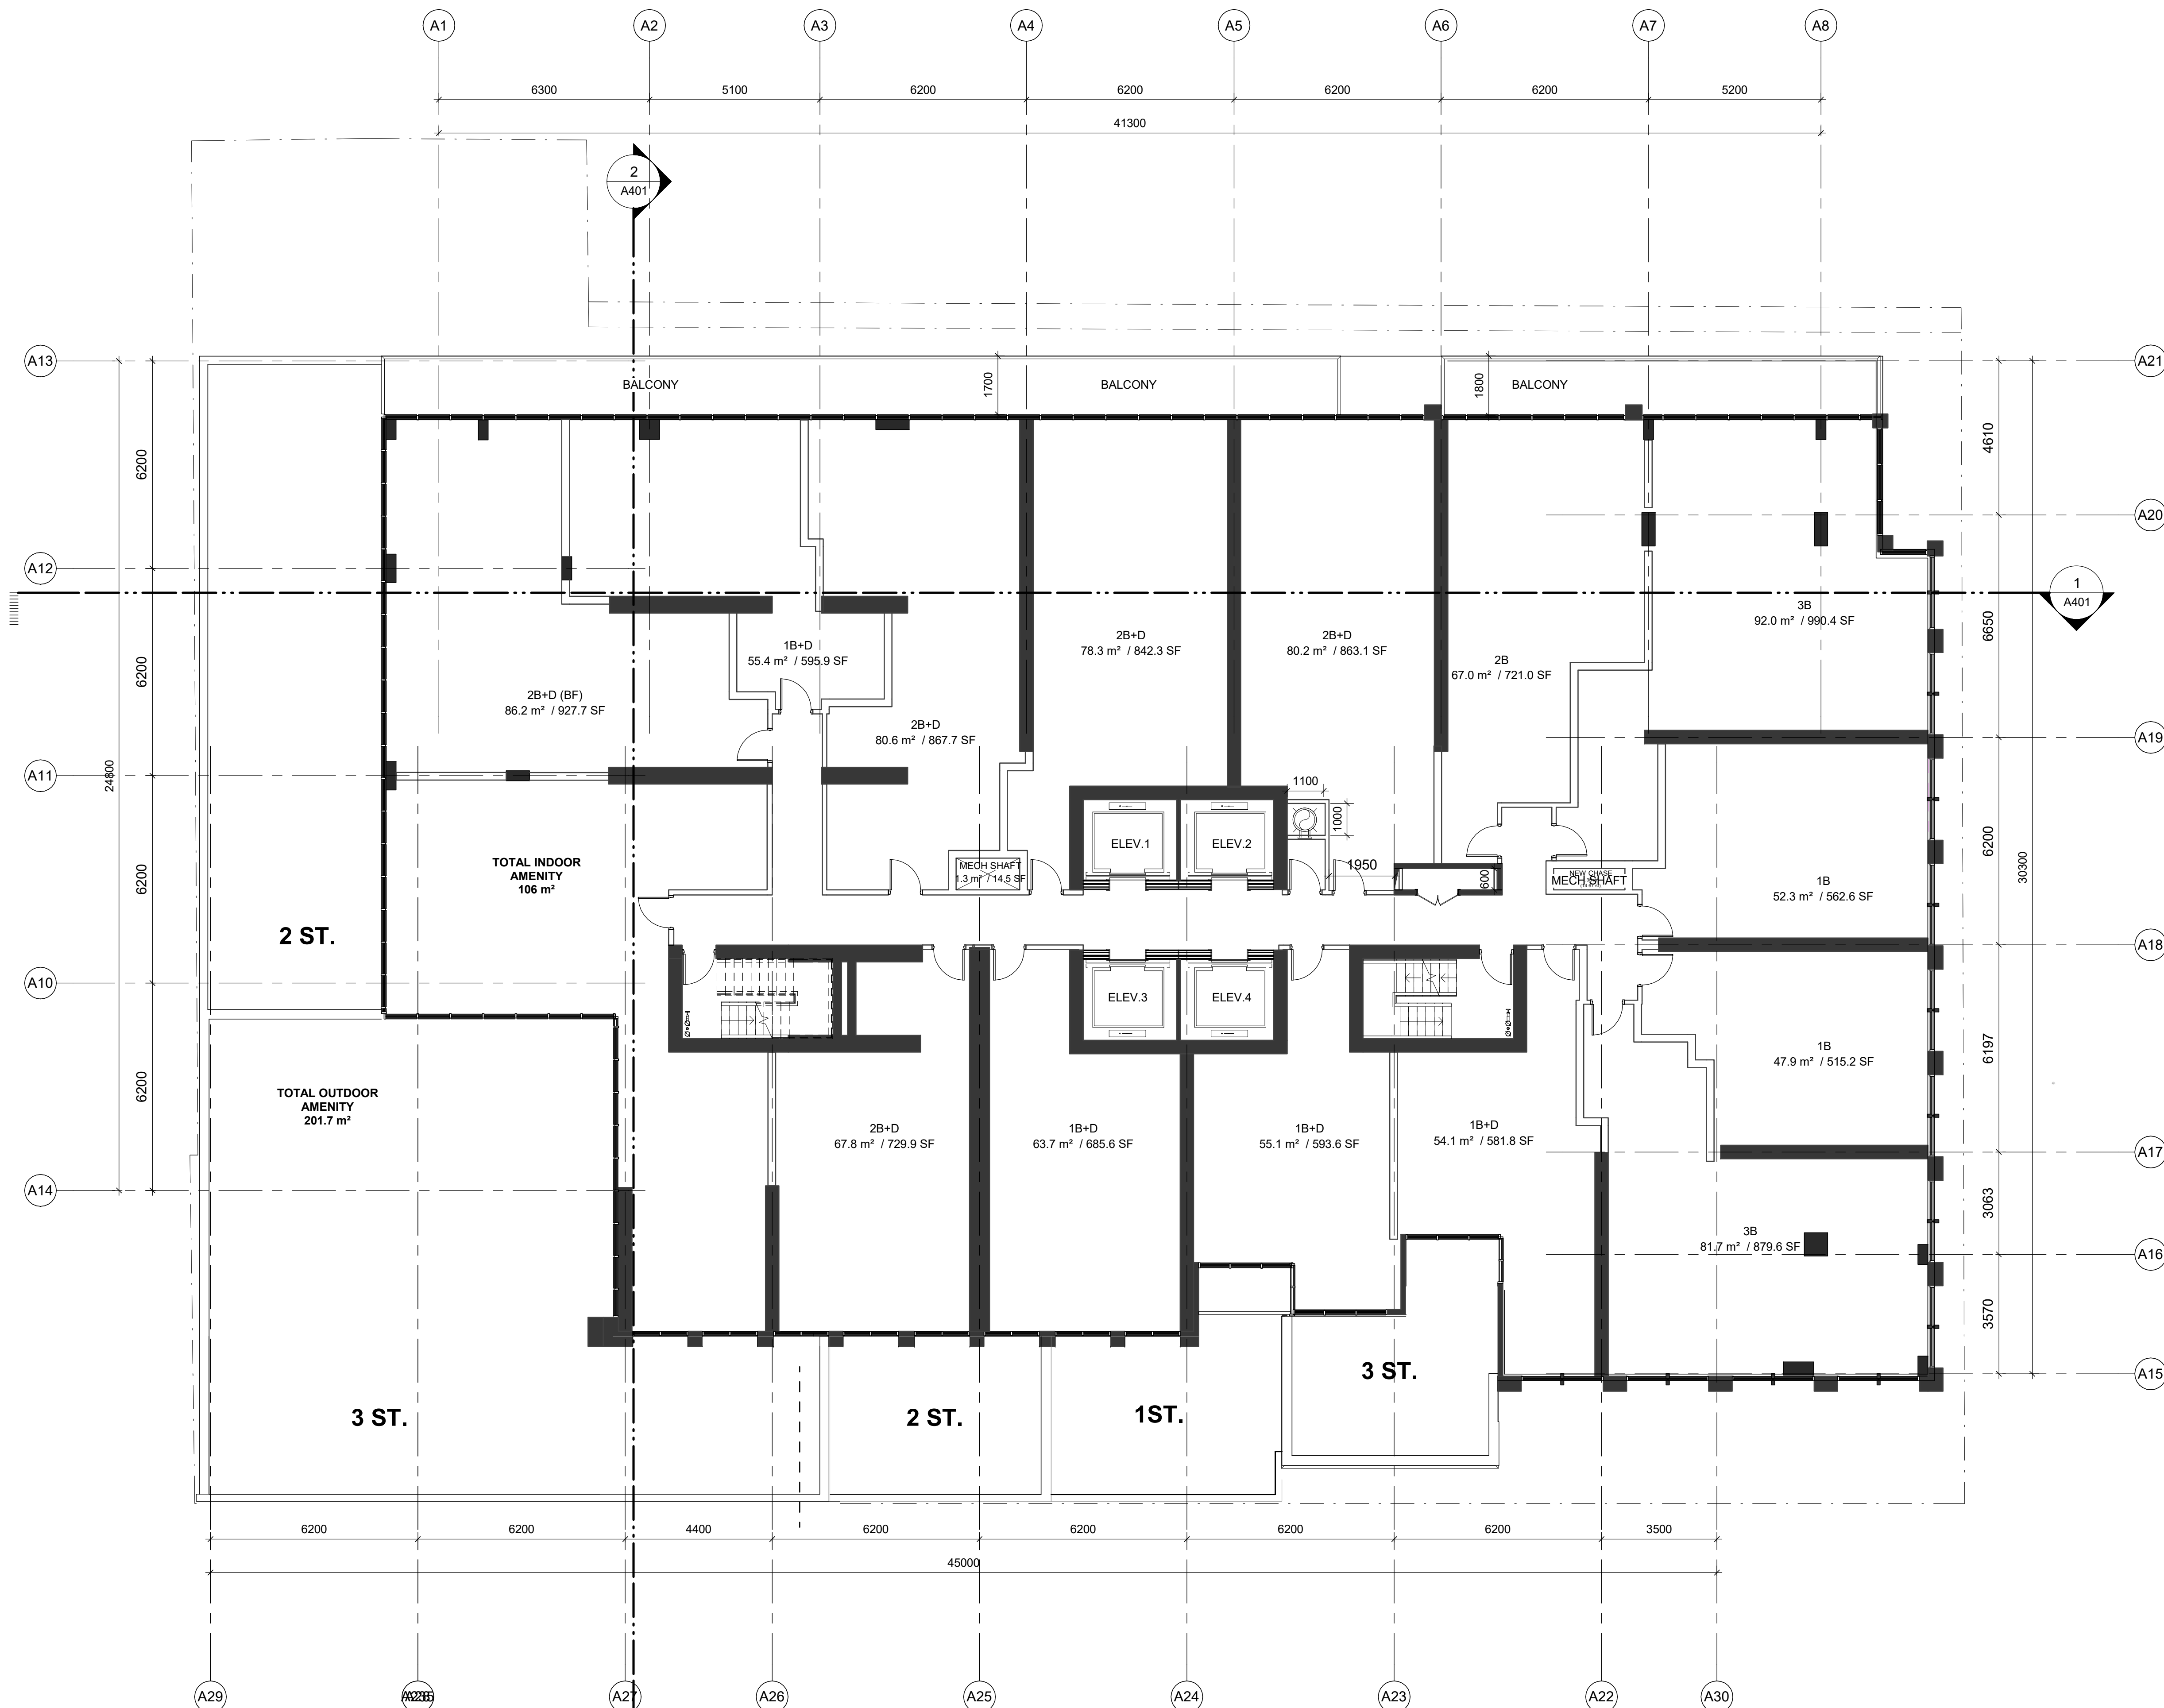 A1
A2
A3
A4
A5
A6
A7
A8
6300
5100
6200
6200
6200
6200
5200
41300
2
A401
A13
A21
BALCONY
1700
BALCONY
1800
BALCONY
6200
4610
A20
A12
1
A401
3B
92.0 m² / 990.4 SF
6650
2B+D
78.3 m² / 842.3 SF
2B+D
80.2 m² / 863.1 SF
1B+D
55.4 m² / 595.9 SF
2B
67.0 m² / 721.0 SF
6200
2B+D (BF)
86.2 m² / 927.7 SF
2B+D
80.6 m² / 867.7 SF
A19
A11
24800
1100
1000
ELEV.1
ELEV.2
6200
30300
TOTAL INDOOR
AMENITY
106 m²
MECH SHAFT
1.3 m² / 14.5 SF
1950
600
NEW CHASE
MECH SHAFT
1B
52.3 m² / 562.6 SF
6200
2 ST.
A18
A10
ELEV.3
ELEV.4
6197
1B
47.9 m² / 515.2 SF
6200
TOTAL OUTDOOR
AMENITY
201.7 m²
2B+D
67.8 m² / 729.9 SF
1B+D
63.7 m² / 685.6 SF
1B+D
55.1 m² / 593.6 SF
1B+D
54.1 m² / 581.8 SF
A17
A14
3063
3B
81.7 m² / 879.6 SF
A16
3570
3 ST.
A15
3 ST.
2 ST.
1ST.
6200
6200
4400
6200
6200
6200
6200
3500
45000
A29
A27
A26
A25
A24
A23
A22
A30